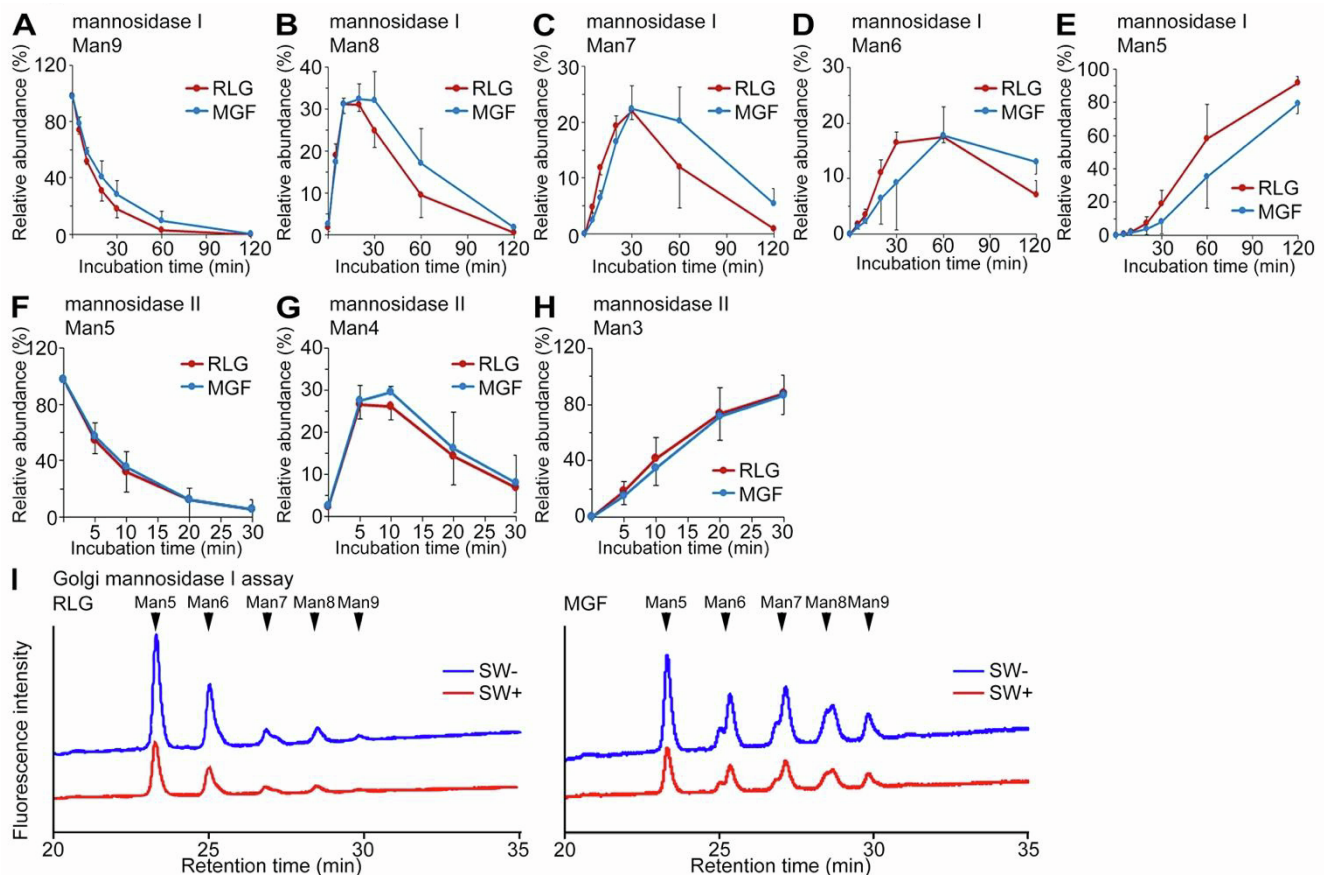 A mannosidase I
Man9
Relative abundance (%)
120
80
40
0
30 60 90 120
Incubation time (min)
RLG
MGF
B mannosidase I
Man8
Relative abundance (%)
40
30
20
10
0
30 60 90 120
Incubation time (min)
RLG
MGF
C mannosidase I
Man7
Relative abundance (%)
30
20
10
0
30 60 90 120
Incubation time (min)
RLG
MGF
D mannosidase I
Man6
Relative abundance (%)
30
20
10
0
30 60 90 120
Incubation time (min)
RLG
MGF
E mannosidase I
Man5
Relative abundance (%)
100
80
60
40
20
0
30 60 90 120
Incubation time (min)
RLG
MGF
F mannosidase II
Man5
Relative abundance (%)
120
80
40
0
5 10 15 20 25 30
Incubation time (min)
RLG
MGF
G mannosidase II
Man4
Relative abundance (%)
40
30
20
10
0
5 10 15 20 25 30
Incubation time (min)
RLG
MGF
H mannosidase II
Man3
Relative abundance (%)
120
80
40
0
5 10 15 20 25 30
Incubation time (min)
RLG
MGF
I Golgi mannosidase I assay
RLG
Man5 Man6 Man7 Man8 Man9
SW-
SW+
Fluorescence intensity
20 25 30 35
Retention time (min)
MGF
Man5 Man6 Man7 Man8 Man9
SW-
SW+
20 25 30 35
Retention time (min)